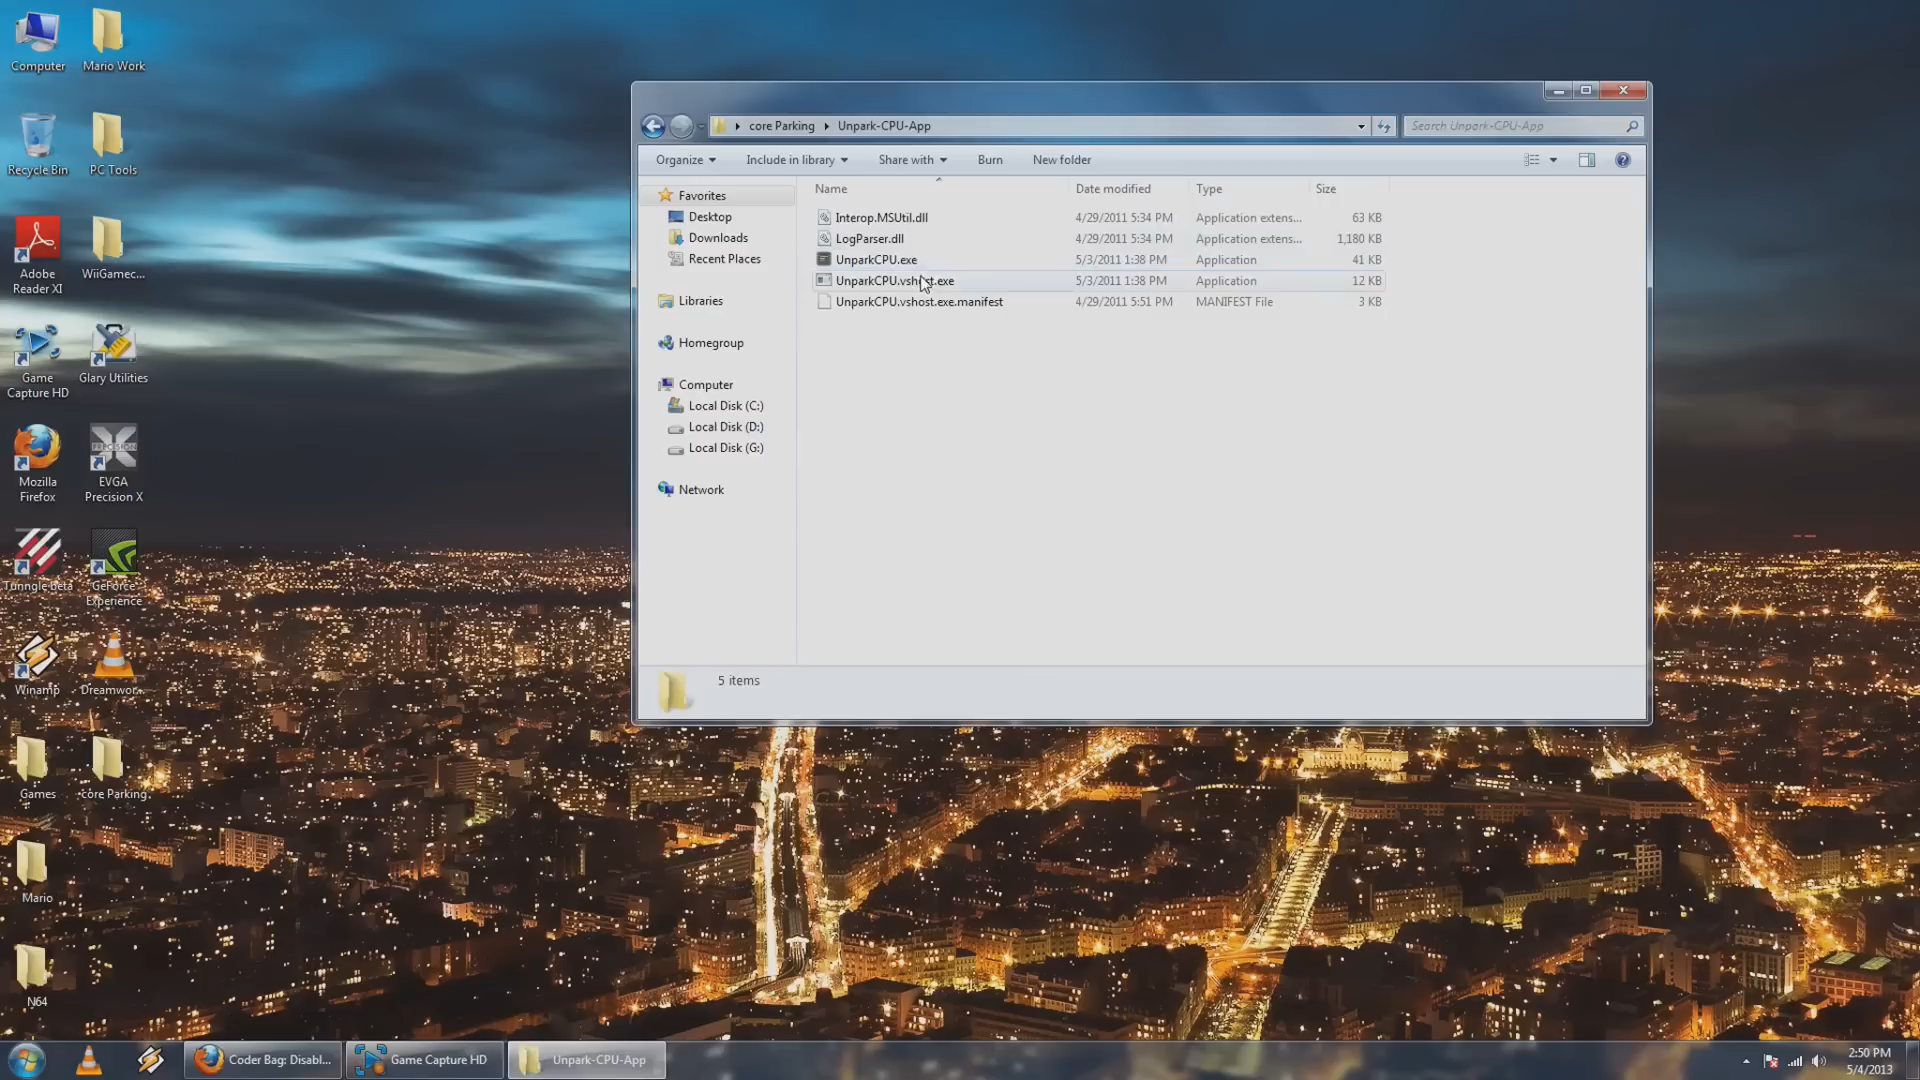 Computer
Mario Work
Recycle Bin
PC Tools
Adobe
Reader XI
WiiGamec...
Game
Capture HD
Glary Utilities
Mozilla
Firefox
EVGA
Precision X
Tunngle beta
GeForce
Experience
Winamp
Dreamwor...
Games
core Parking
Mario
N64
core Parking
Unpark-CPU-App
Search Unpark-CPU-App
Organize
Include in library
Share with
Burn
New folder
Favorites
Desktop
Downloads
Recent Places
Libraries
Homegroup
Computer
Local Disk (C:)
Local Disk (D:)
Local Disk (G:)
Network
Name Date modified Type Size
Interop.MSUtil.dll 4/29/2011 5:34 PM Application extens... 63 KB
LogParser.dll 4/29/2011 5:34 PM Application extens... 1,180 KB
UnparkCPU.exe 5/3/2011 1:38 PM Application 41 KB
UnparkCPU.vshost.exe 5/3/2011 1:38 PM Application 12 KB
UnparkCPU.vshost.exe.manifest 4/29/2011 5:51 PM MANIFEST File 3 KB
5 items
Coder Bag: Disabl...
Game Capture HD
Unpark-CPU-App
2:50 PM
5/4/2013